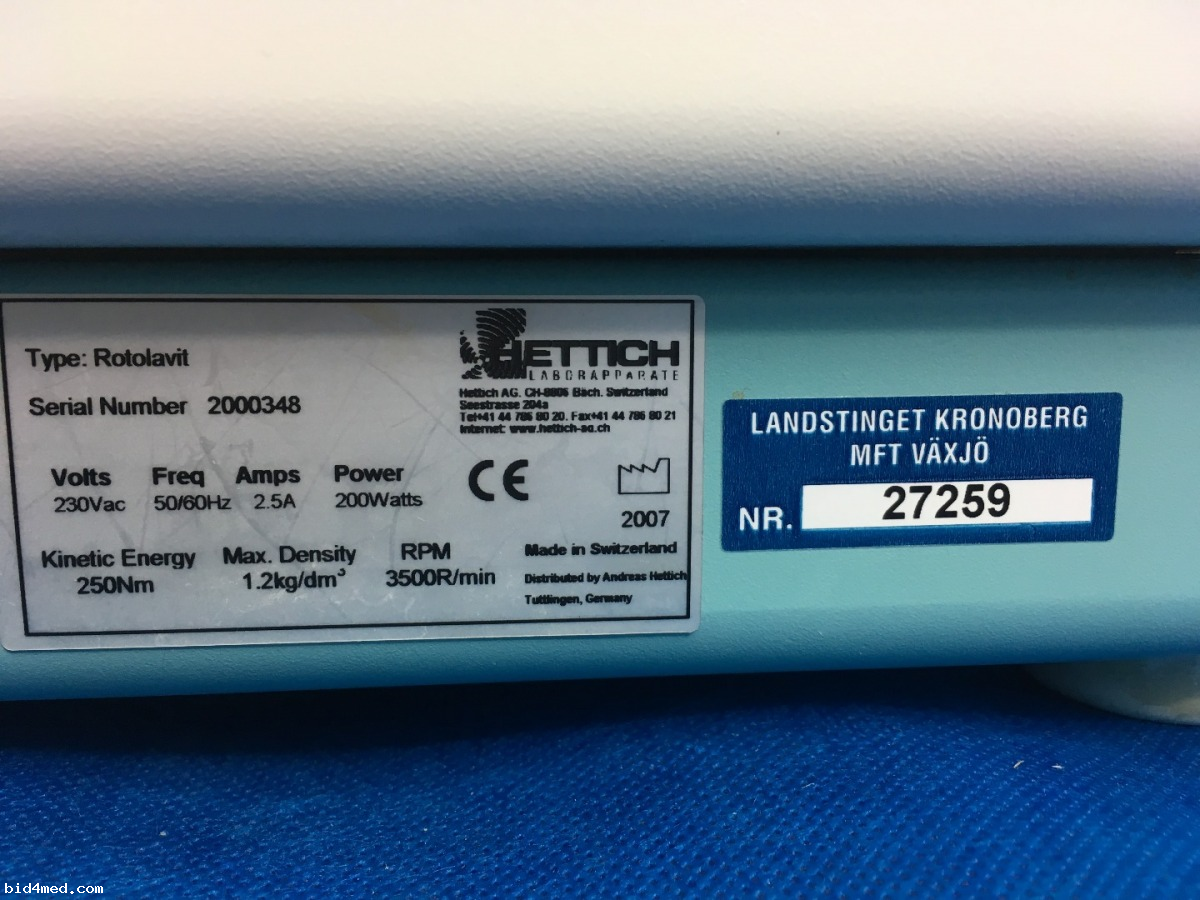 Type: Rotolavit
Serial Number 2000348
HETTICH
LABORAPPARATE
Hettich AG. CH-8806 Bäch. Switzerland
Seestrasse 204a
Tel+41 44 786 80 20. Fax+41 44 786 80 21
Internet: www.hettich-ag.ch
Volts Freq Amps Power
230Vac 50/60Hz 2.5A 200Watts
CE
2007
Kinetic Energy Max. Density RPM
250Nm 1.2kg/dm³ 3500R/min
Made in Switzerland
Distributed by Andreas Hettich
Tuttlingen, Germany
LANDSTINGET KRONOBERG
MFT VÄXJÖ
NR. 27259
bid4med.com